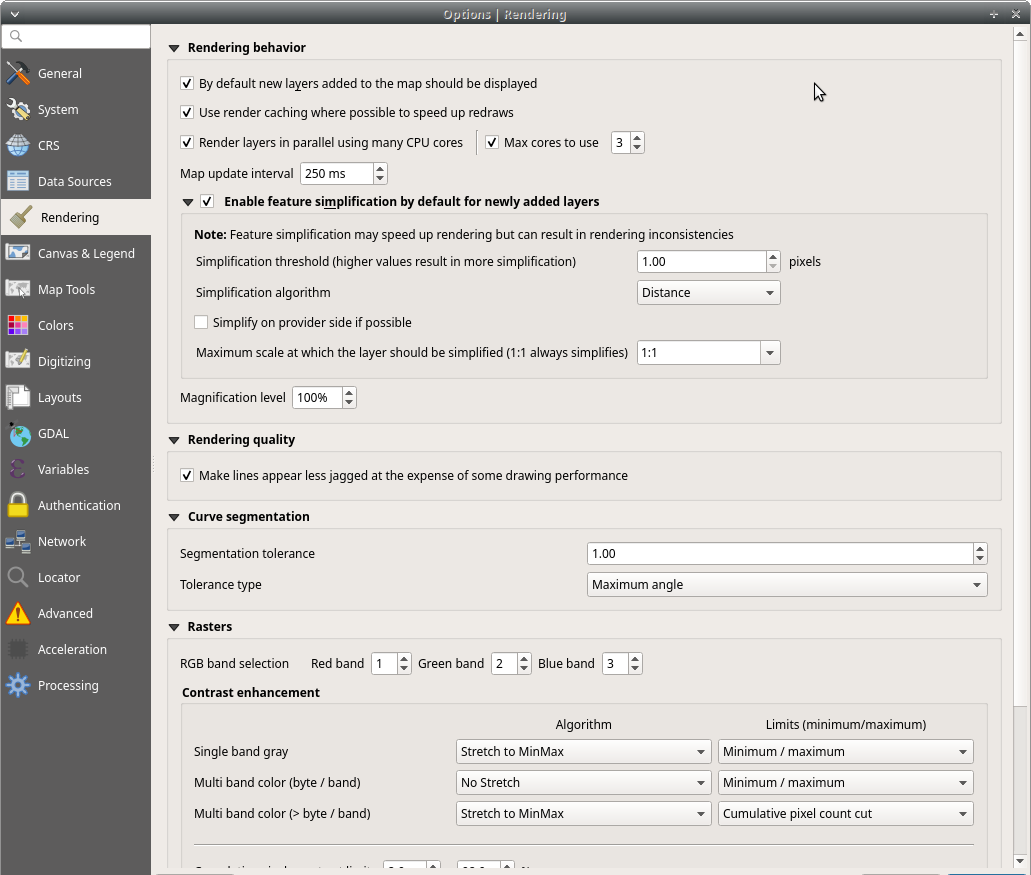 Options | Rendering
General
System
CRS
Data Sources
Rendering
Canvas & Legend
Map Tools
Colors
Digitizing
Layouts
GDAL
Variables
Authentication
Network
Locator
Advanced
Acceleration
Processing
Rendering behavior
By default new layers added to the map should be displayed
Use render caching where possible to speed up redraws
Render layers in parallel using many CPU cores Max cores to use 3
Map update interval 250 ms
Enable feature simplification by default for newly added layers
Note: Feature simplification may speed up rendering but can result in rendering inconsistencies
Simplification threshold (higher values result in more simplification) 1.00 pixels
Simplification algorithm Distance
Simplify on provider side if possible
Maximum scale at which the layer should be simplified (1:1 always simplifies) 1:1
Magnification level 100%
Rendering quality
Make lines appear less jagged at the expense of some drawing performance
Curve segmentation
Segmentation tolerance 1.00
Tolerance type Maximum angle
Rasters
RGB band selection Red band 1 Green band 2 Blue band 3
Contrast enhancement
Algorithm Limits (minimum/maximum)
Single band gray Stretch to MinMax Minimum / maximum
Multi band color (byte / band) No Stretch Minimum / maximum
Multi band color (> byte / band) Stretch to MinMax Cumulative pixel count cut